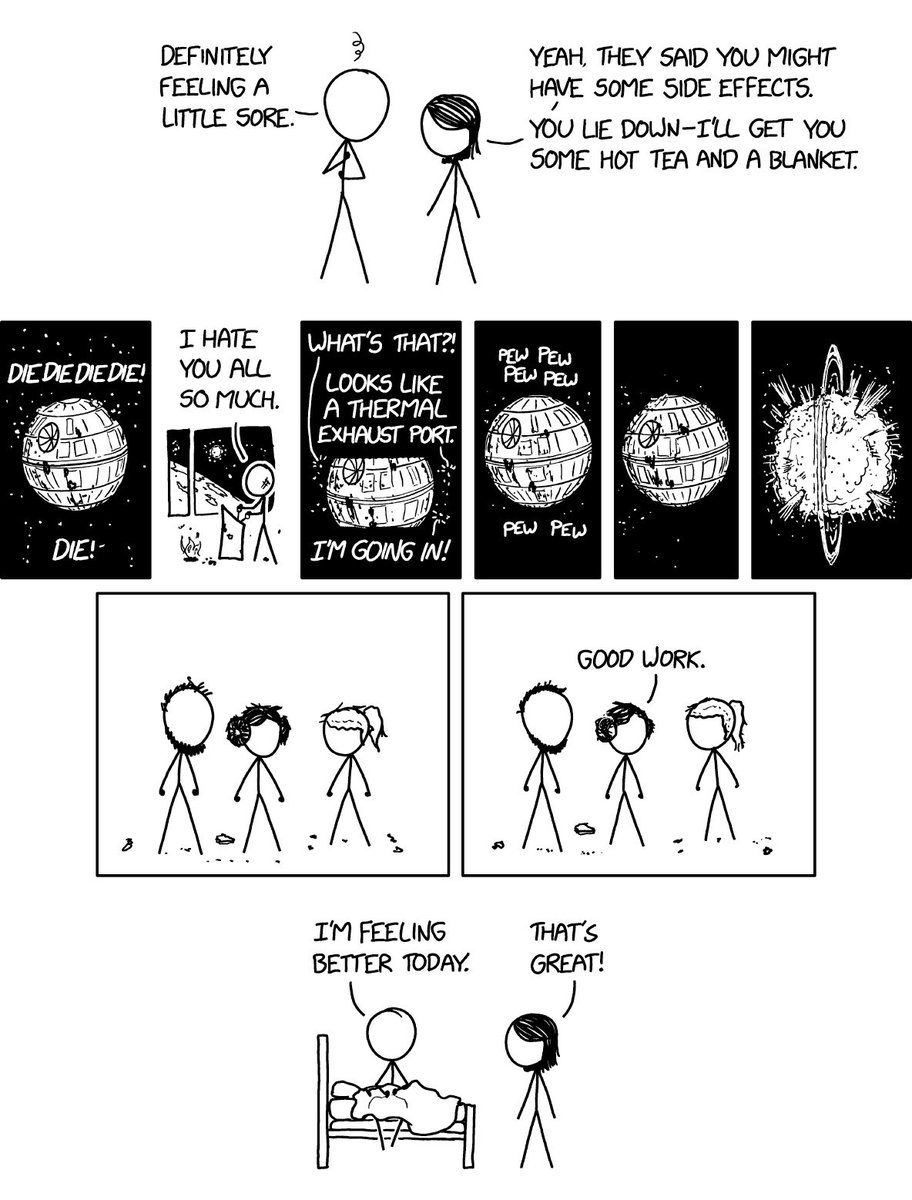 DEFINITELY
FEELING A
LITTLE SORE.
YEAH, THEY SAID YOU MIGHT
HAVE SOME SIDE EFFECTS.
YOU LIE DOWN—I'LL GET YOU
SOME HOT TEA AND A BLANKET.
DIE DIE DIE DIE!
DIE!
I HATE
YOU ALL
SO MUCH.
WHAT'S THAT?!
LOOKS LIKE
A THERMAL
EXHAUST PORT.
I'M GOING IN!
PEW PEW
PEW PEW
PEW PEW
GOOD WORK.
I'M FEELING
BETTER TODAY.
THAT'S
GREAT!